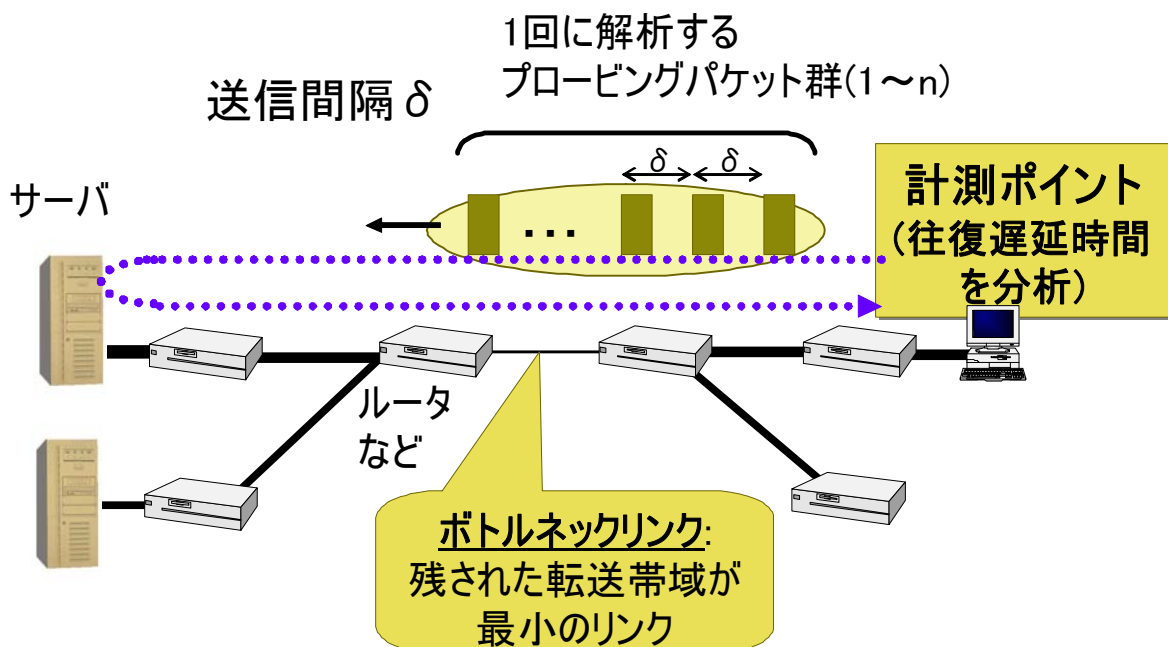 1回に解析する
プロービングパケット群(1～n)
送信間隔δ
δ δ
サーバ
・・・
計測ポイント
(往復遅延時間
を分析)
ルータ
など
ボトルネックリンク:
残された転送帯域が
最小のリンク